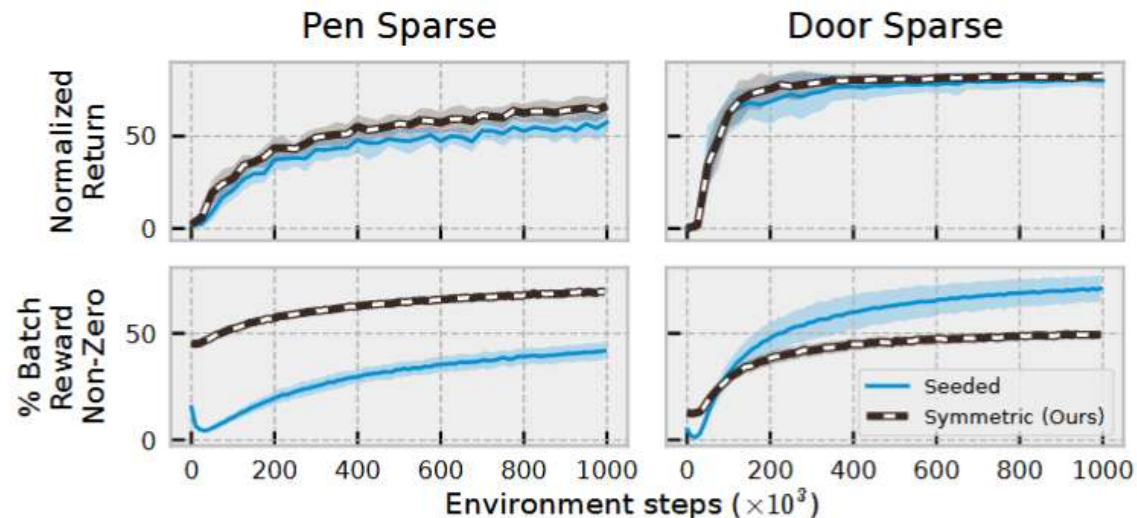 Pen Sparse
Door Sparse
Normalized
Return
50
0
% Batch
Reward
Non-Zero
50
0
Seeded
Symmetric (Ours)
0 200 400 600 800 1000
0 200 400 600 800 1000
Environment steps (×10³)